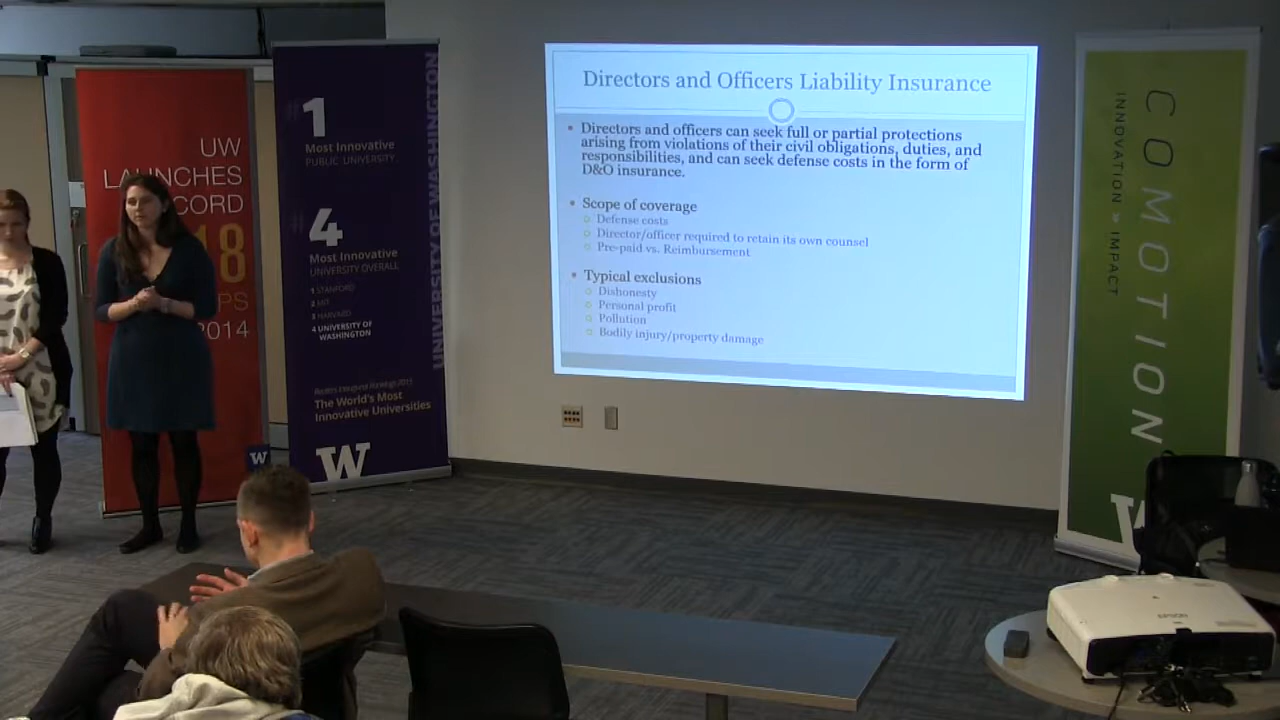 UW
LAUNCHES
CORD
18
PS
2014
W
1
Most Innovative
PUBLIC UNIVERSITY
4
Most Innovative
UNIVERSITY OVERALL
1 STANFORD
2 MIT
3 HARVARD
4 UNIVERSITY OF
WASHINGTON
The World's Most
Innovative Universities
W
UNIVERSITY OF WASHINGTON
Directors and Officers Liability Insurance
Directors and officers can seek full or partial protections
arising from violations of their civil obligations, duties, and
responsibilities, and can seek defense costs in the form of
D&O insurance.
Scope of coverage
Defense costs
Director/officer required to retain its own counsel
Pre-paid vs. Reimbursement
Typical exclusions
Dishonesty
Personal profit
Pollution
Bodily injury/property damage
COMOTION
INNOVATION » IMPACT
W
EPSON